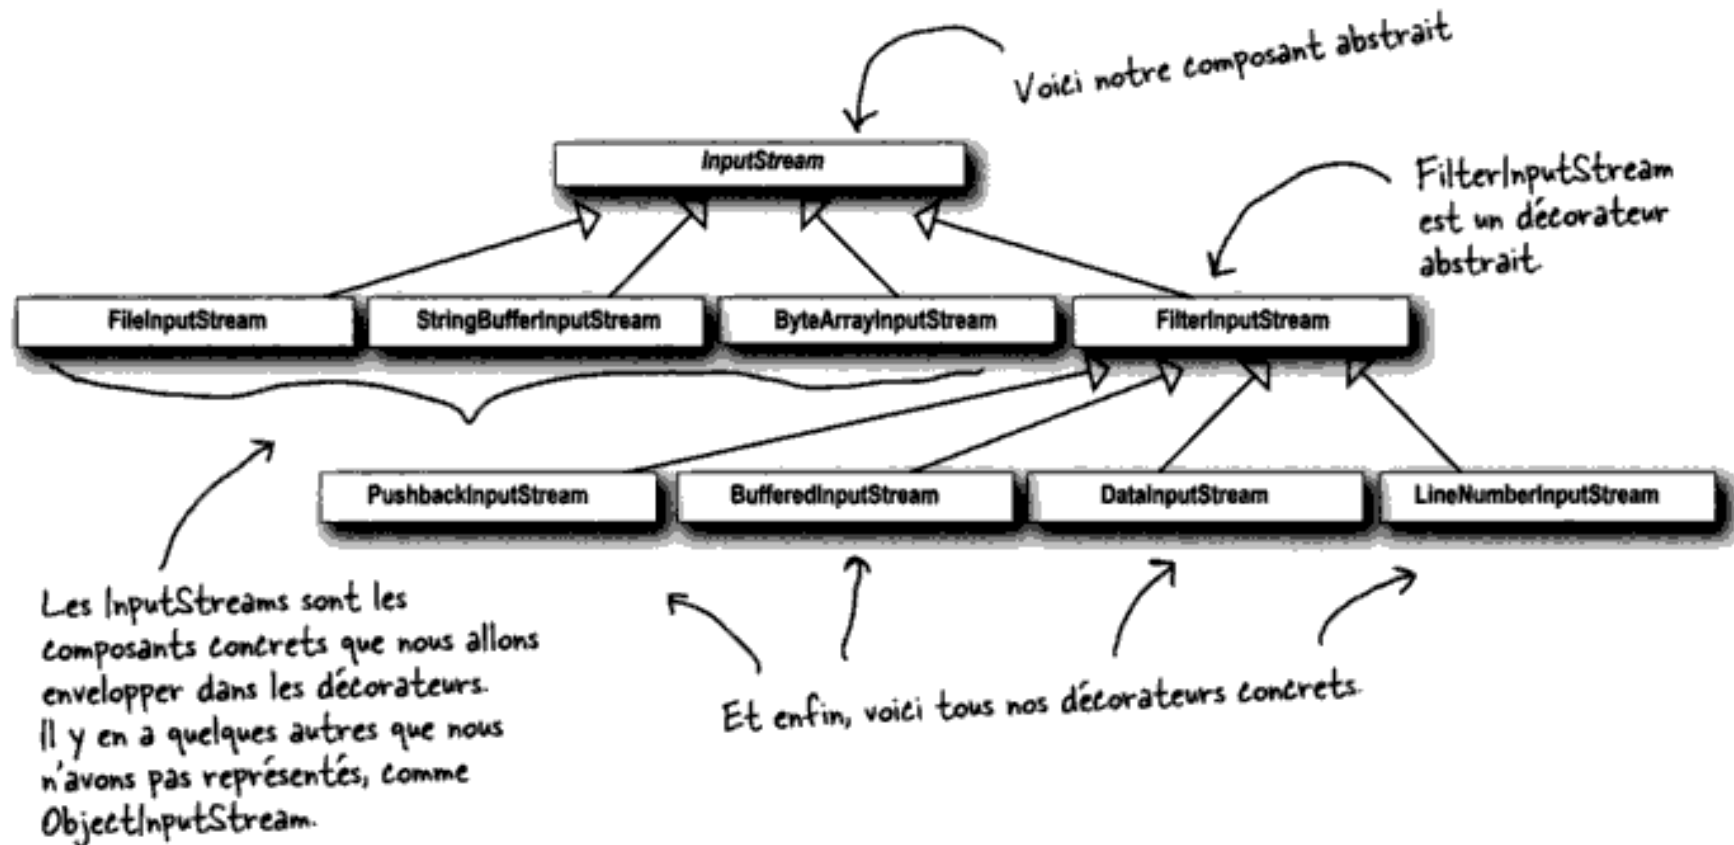 Voici notre composant abstrait
InputStream
FilterInputStream
est un décorateur
abstrait.
FileInputStream
StringBufferInputStream
ByteArrayInputStream
FilterInputStream
PushbackInputStream
BufferedInputStream
DataInputStream
LineNumberInputStream
Les InputStreams sont les
composants concrets que nous allons
envelopper dans les décorateurs.
Il y en a quelques autres que nous
n'avons pas représentés, comme
ObjectInputStream.
Et enfin, voici tous nos décorateurs concrets.